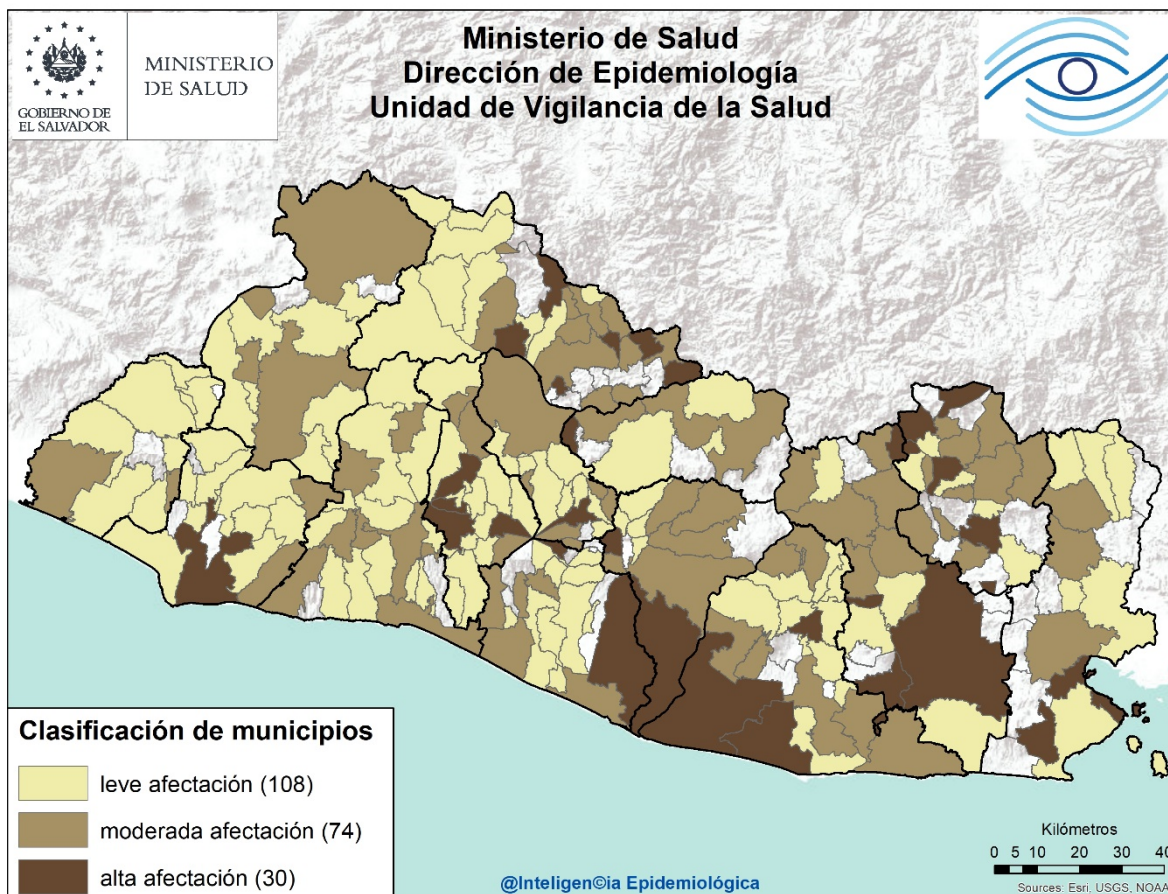 GOBIERNO DE
EL SALVADOR
MINISTERIO
DE SALUD
Ministerio de Salud
Dirección de Epidemiología
Unidad de Vigilancia de la Salud
Clasificación de municipios
leve afectación (108)
moderada afectación (74)
alta afectación (30)
@Inteligen©ia Epidemiológica
Kilómetros
0 5 10 20 30 40
Sources: Esri, USGS, NOAA